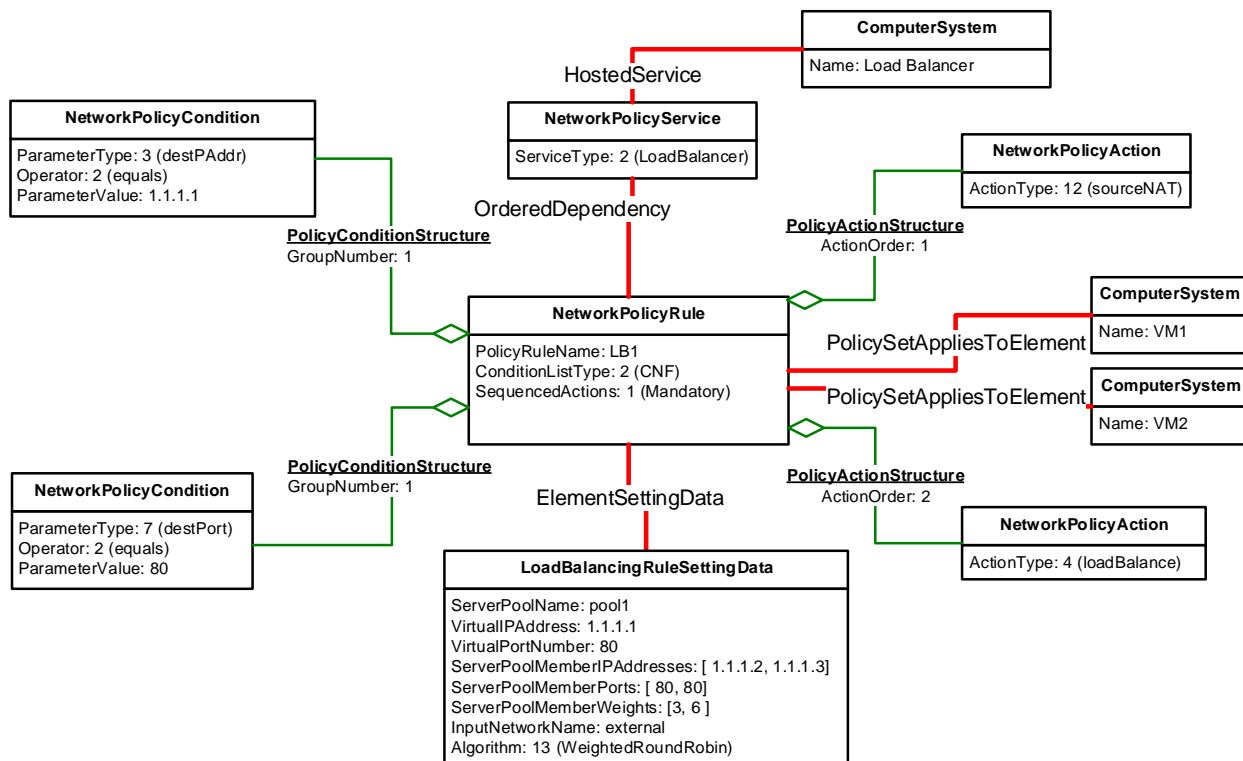 ComputerSystem
Name: Load Balancer
HostedService
NetworkPolicyCondition
ParameterType: 3 (destPAddr)
Operator: 2 (equals)
ParameterValue: 1.1.1.1
NetworkPolicyService
ServiceType: 2 (LoadBalancer)
NetworkPolicyAction
ActionType: 12 (sourceNAT)
OrderedDependency
PolicyConditionStructure
GroupNumber: 1
PolicyActionStructure
ActionOrder: 1
NetworkPolicyRule
PolicyRuleName: LB1
ConditionListType: 2 (CNF)
SequencedActions: 1 (Mandatory)
ComputerSystem
Name: VM1
PolicySetAppliesToElement
ComputerSystem
Name: VM2
PolicySetAppliesToElement
PolicyConditionStructure
GroupNumber: 1
PolicyActionStructure
ActionOrder: 2
NetworkPolicyCondition
ParameterType: 7 (destPort)
Operator: 2 (equals)
ParameterValue: 80
ElementSettingData
NetworkPolicyAction
ActionType: 4 (loadBalance)
LoadBalancingRuleSettingData
ServerPoolName: pool1
VirtualIPAddress: 1.1.1.1
VirtualPortNumber: 80
ServerPoolMemberIPAddresses: [ 1.1.1.2, 1.1.1.3]
ServerPoolMemberPorts: [ 80, 80]
ServerPoolMemberWeights: [3, 6 ]
InputNetworkName: external
Algorithm: 13 (WeightedRoundRobin)